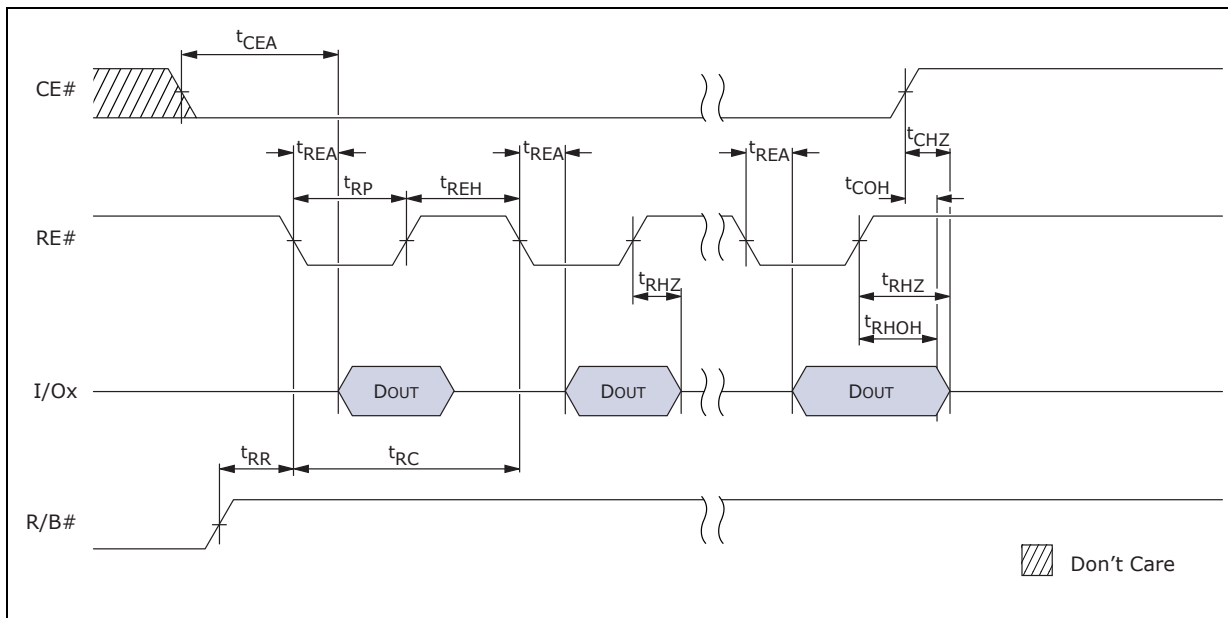 tCEA
CE#
tCHZ
tREA
tREA
tREA
tRP
tREH
tCOH
RE#
tRHZ
tRHZ
tRHOH
I/Ox
DOUT
DOUT
DOUT
tRR
tRC
R/B#
Don't Care